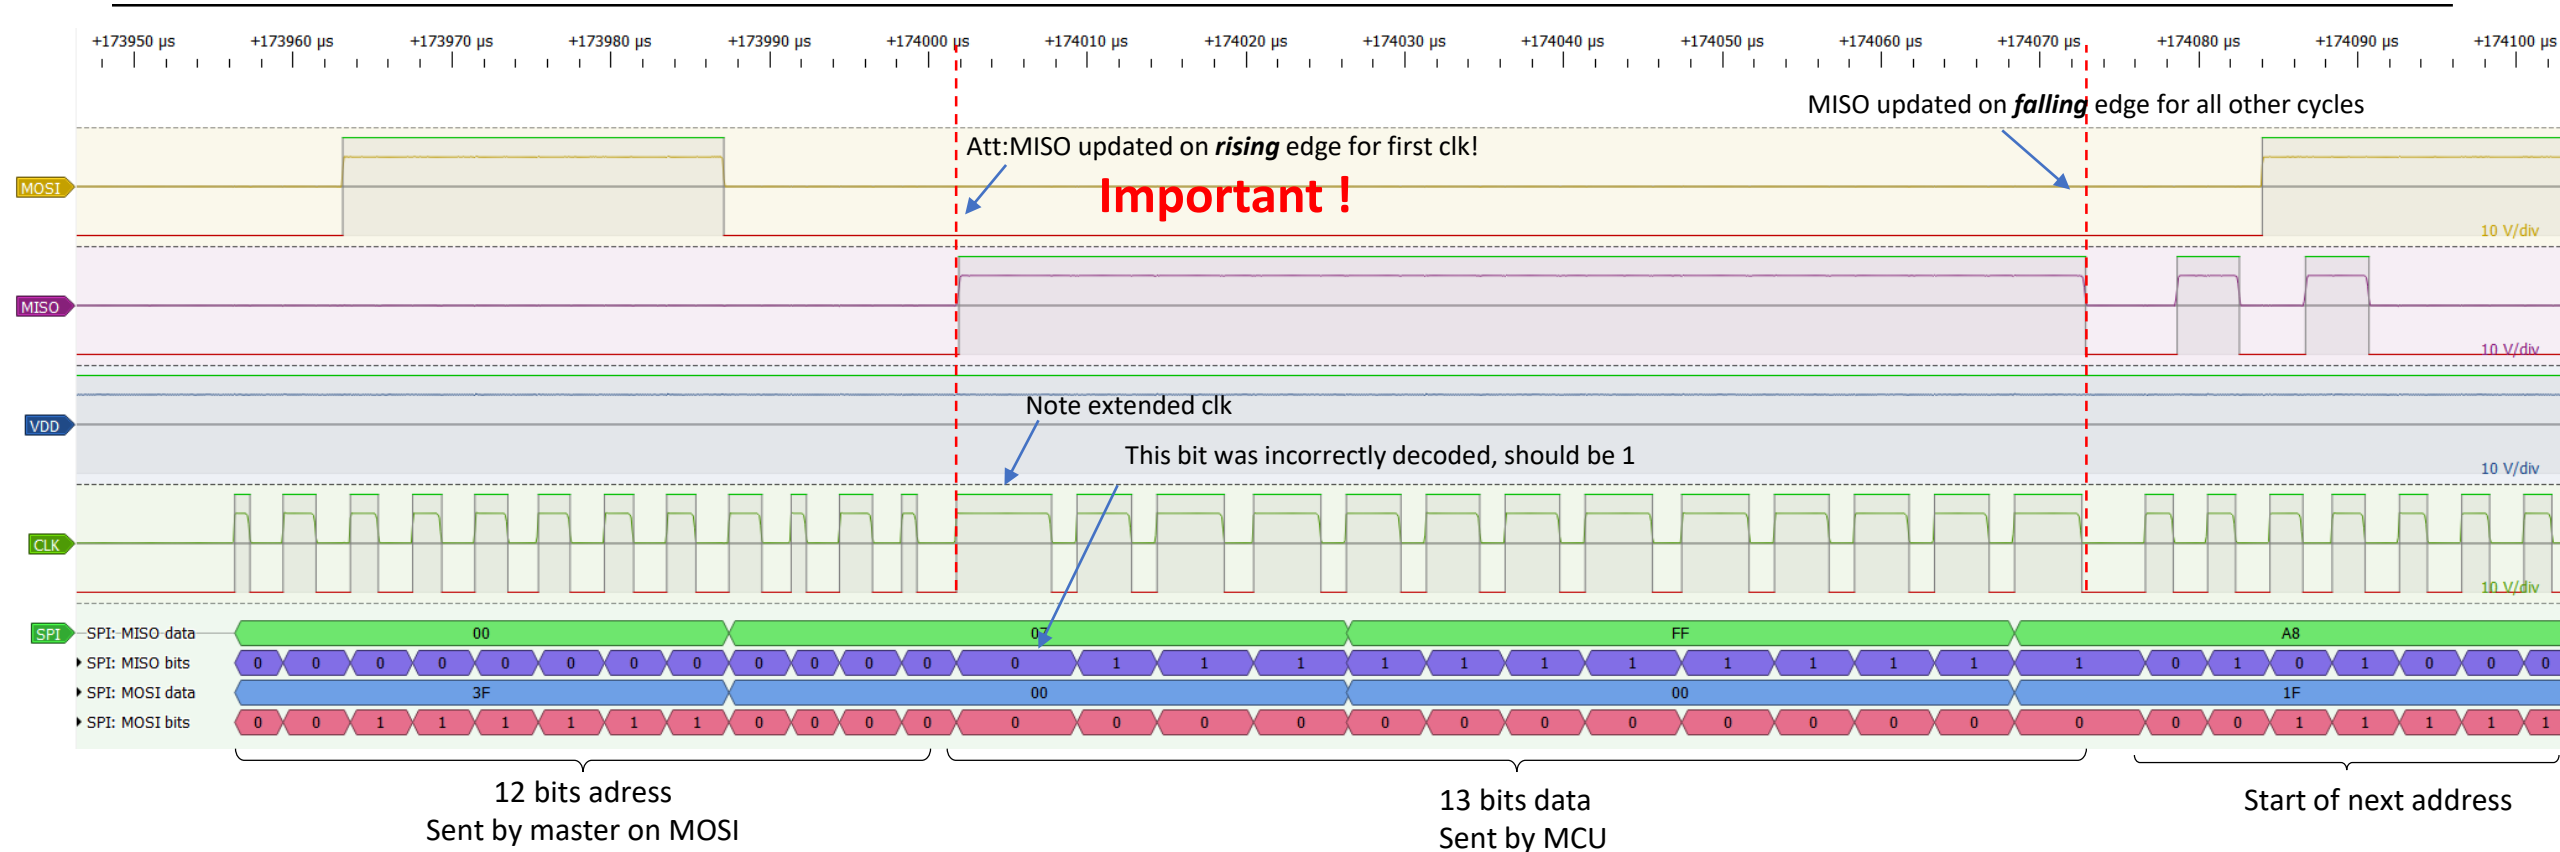 +173950 µs +173960 µs +173970 µs +173980 µs +173990 µs +174000 µs +174010 µs +174020 µs +174030 µs +174040 µs +174050 µs +174060 µs +174070 µs +174080 µs +174090 µs +174100 µs
MISO updated on falling edge for all other cycles
Att:MISO updated on rising edge for first clk!
Important !
MOSI
10 V/div
MISO
10 V/div
Note extended clk
VDD
This bit was incorrectly decoded, should be 1
10 V/div
CLK
10 V/div
SPI SPI: MISO data 00 07 FF A8
SPI: MISO bits 0 0 0 0 0 0 0 0 0 0 0 0 0 1 1 1 1 1 1 1 1 1 1 1 1 0 1 0 1 0 0 0
SPI: MOSI data 3F 00 00 1F
SPI: MOSI bits 0 0 1 1 1 1 1 1 0 0 0 0 0 0 0 0 0 0 0 0 0 0 0 0 0 0 0 1 1 1 1 1
12 bits adress
Sent by master on MOSI
13 bits data
Sent by MCU
Start of next address